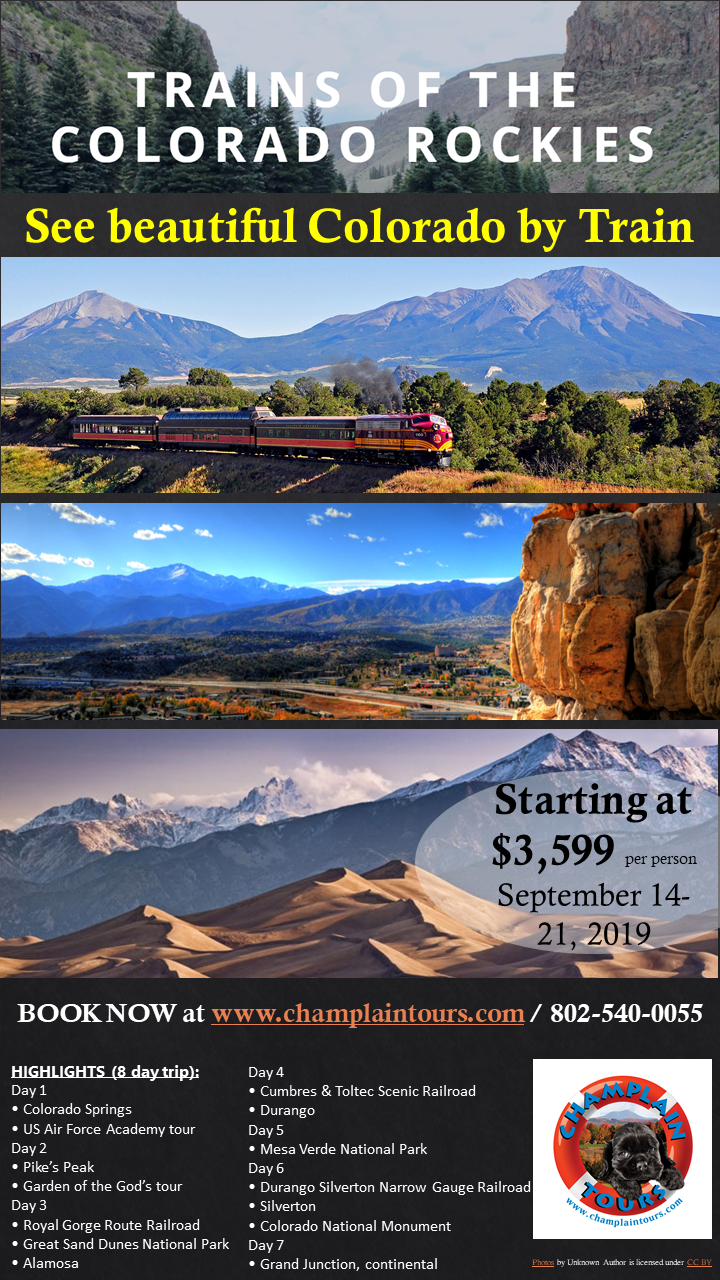 TRAINS OF THE
COLORADO ROCKIES
See beautiful Colorado by Train
Starting at
$3,599 per person
September 14-
21, 2019
BOOK NOW at www.champlaintours.com / 802-540-0055
HIGHLIGHTS (8 day trip):
Day 1
• Colorado Springs
• US Air Force Academy tour
Day 2
• Pike’s Peak
• Garden of the God’s tour
Day 3
• Royal Gorge Route Railroad
• Great Sand Dunes National Park
• Alamosa
Day 4
• Cumbres & Toltec Scenic Railroad
• Durango
Day 5
• Mesa Verde National Park
Day 6
• Durango Silverton Narrow Gauge Railroad
• Silverton
• Colorado National Monument
Day 7
• Grand Junction, continental
CHAMPLAIN
TOURS
www.champlaintours.com
Photos by Unknown Author is licensed under CC BY